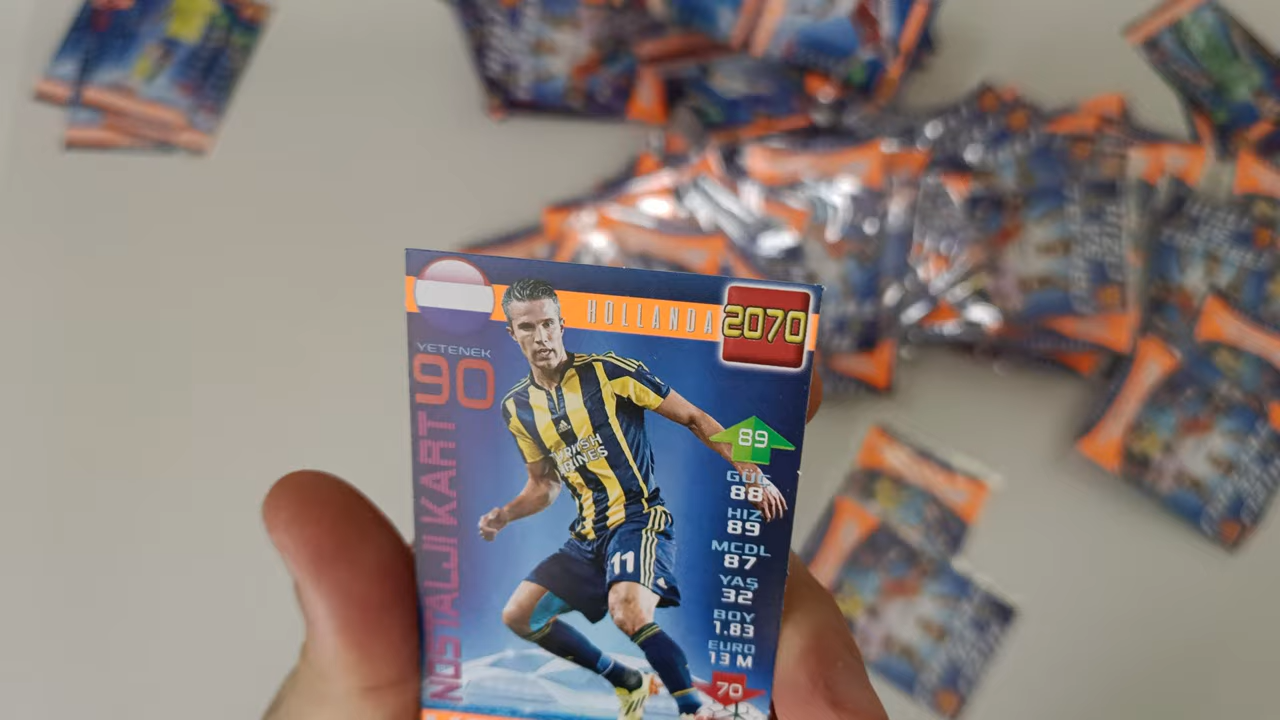 HOLLANDA
2070
YETENEK
90
NOSTALJI KART
TURKISH
AIRLINES
11
89
GÜÇ
88
HIZ
89
MCDL
87
YAŞ
32
BOY
1.83
EURO
13 M
70